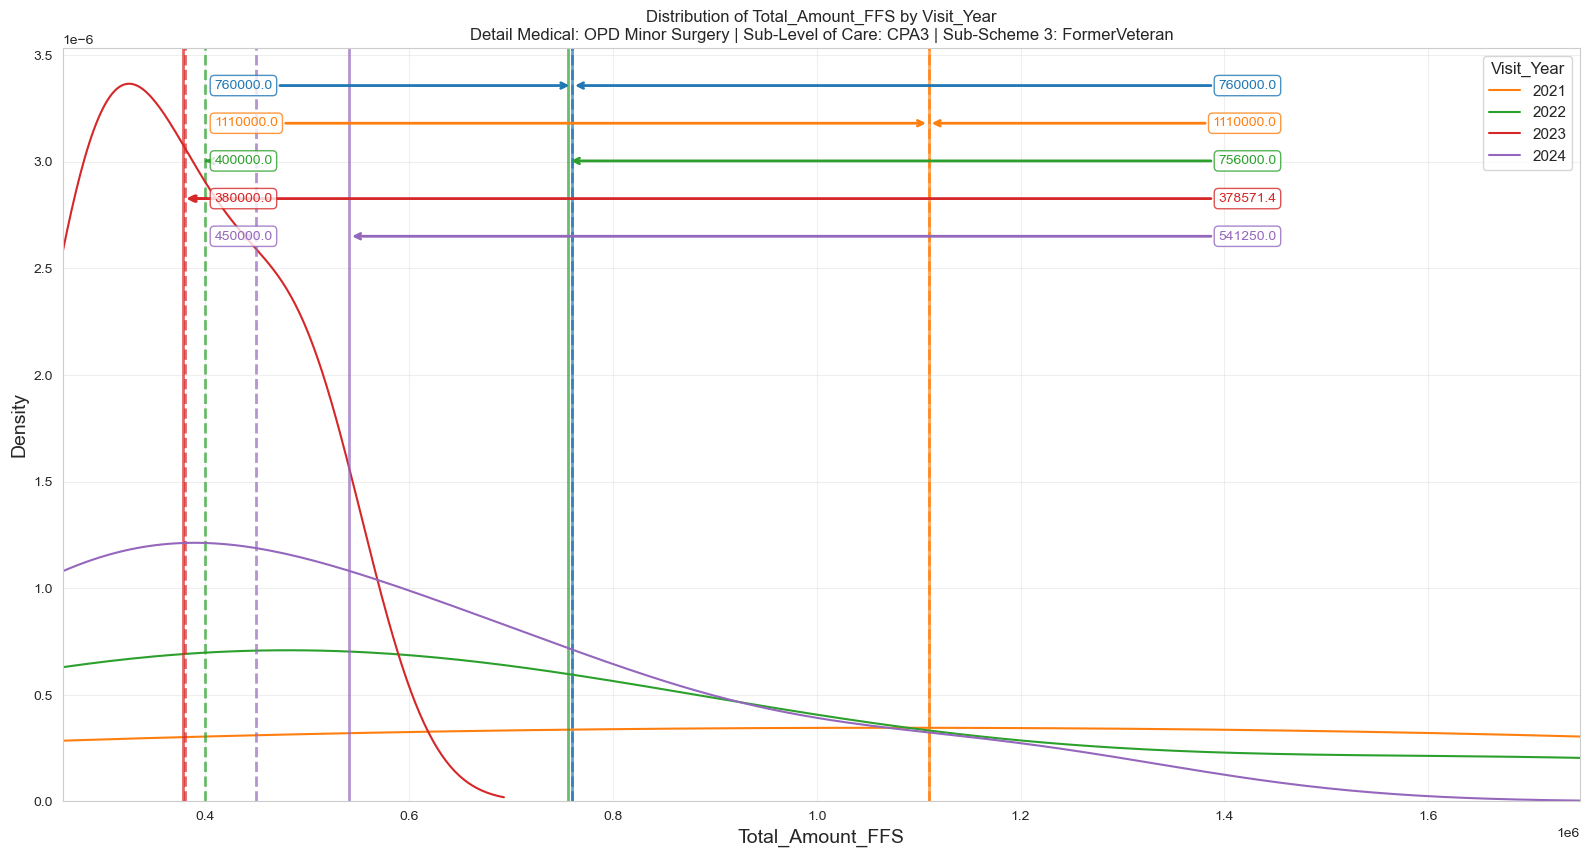 Distribution of Total_Amount_FFS by Visit_Year
Detail Medical: OPD Minor Surgery | Sub-Level of Care: CPA3 | Sub-Scheme 3: FormerVeteran
1e−6
3.5
3.0
2.5
2.0
1.5
1.0
0.5
0.0
Density
760000.0 760000.0
1110000.0 1110000.0
400000.0 756000.0
380000.0 378571.4
450000.0 541250.0
Visit_Year
2021
2022
2023
2024
0.4 0.6 0.8 1.0 1.2 1.4 1.6
1e6
Total_Amount_FFS